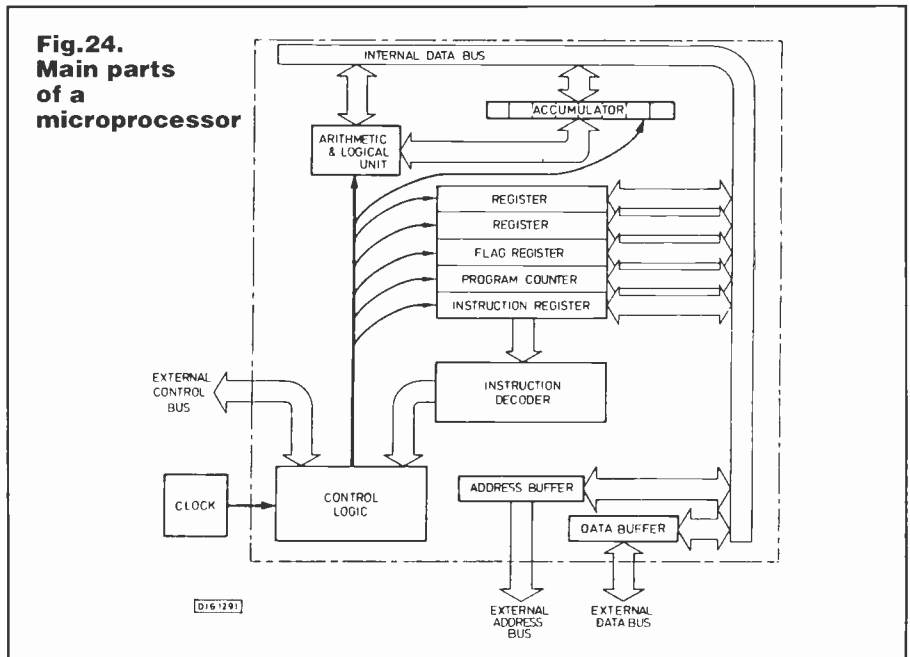 Fig.24.
Main parts
of a
microprocessor
INTERNAL DATA BUS
ACCUMULATOR
ARITHMETIC
& LOGICAL
UNIT
REGISTER
REGISTER
FLAG REGISTER
PROGRAM COUNTER
INSTRUCTION REGISTER
EXTERNAL
CONTROL
BUS
INSTRUCTION
DECODER
CLOCK
CONTROL
LOGIC
ADDRESS BUFFER
DATA BUFFER
DIG1291
EXTERNAL
ADDRESS
BUS
EXTERNAL
DATA BUS